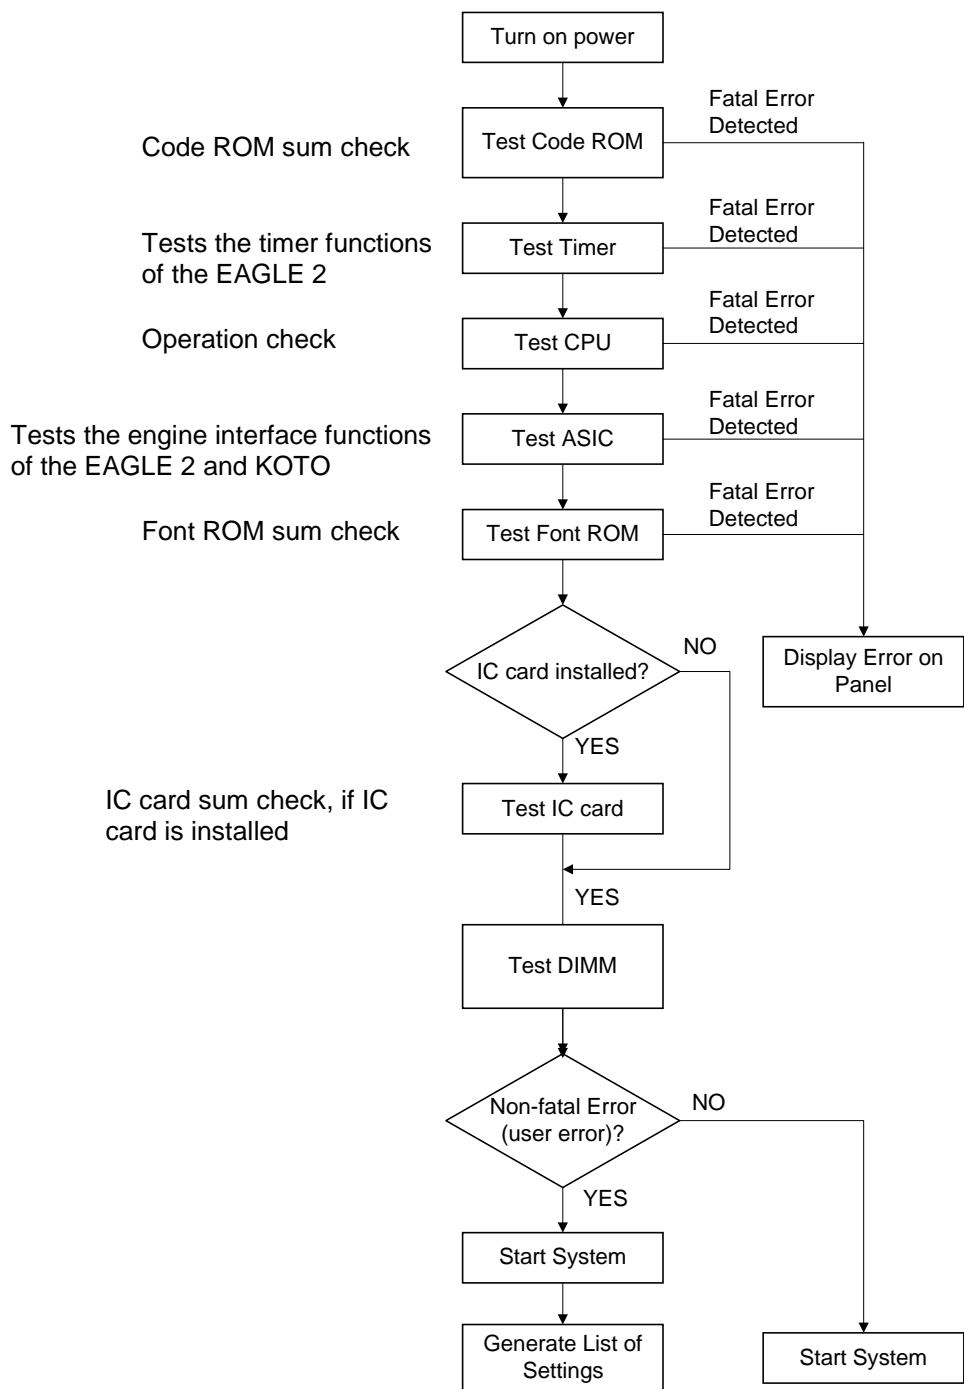 Turn on power
Fatal Error
Detected
Code ROM sum check
Test Code ROM
Fatal Error
Detected
Tests the timer functions
of the EAGLE 2
Test Timer
Fatal Error
Detected
Operation check
Test CPU
Fatal Error
Detected
Tests the engine interface functions
of the EAGLE 2 and KOTO
Test ASIC
Fatal Error
Detected
Font ROM sum check
Test Font ROM
IC card installed?
NO
Display Error on
Panel
YES
IC card sum check, if IC
card is installed
Test IC card
YES
Test DIMM
Non-fatal Error
(user error)?
NO
YES
Start System
Generate List of
Settings
Start System